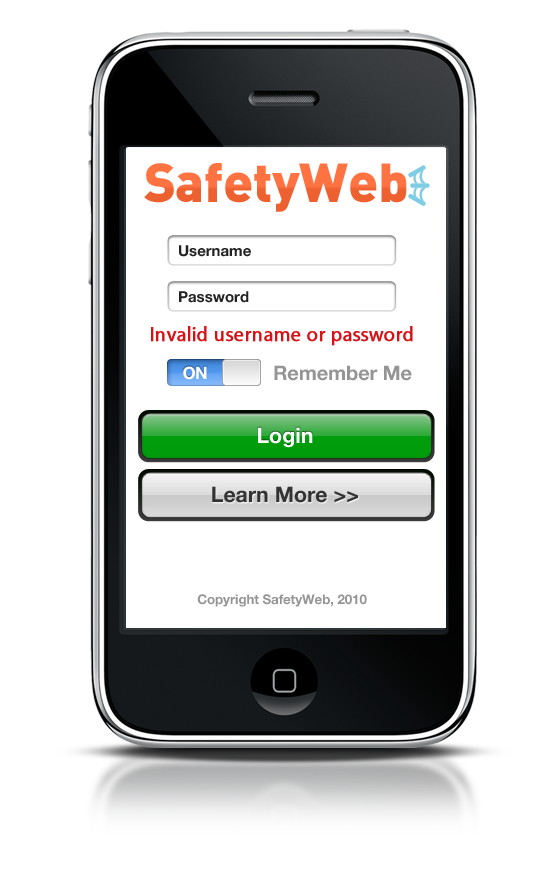 SafetyWeb
Username
Password
Invalid username or password
ON Remember Me
Login
Learn More >>
Copyright SafetyWeb, 2010